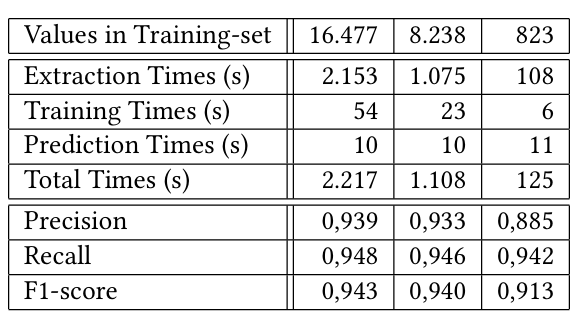 Values in Training-set 16.477 8.238 823
Extraction Times (s) 2.153 1.075 108
Training Times (s) 54 23 6
Prediction Times (s) 10 10 11
Total Times (s) 2.217 1.108 125
Precision 0,939 0,933 0,885
Recall 0,948 0,946 0,942
F1-score 0,943 0,940 0,913